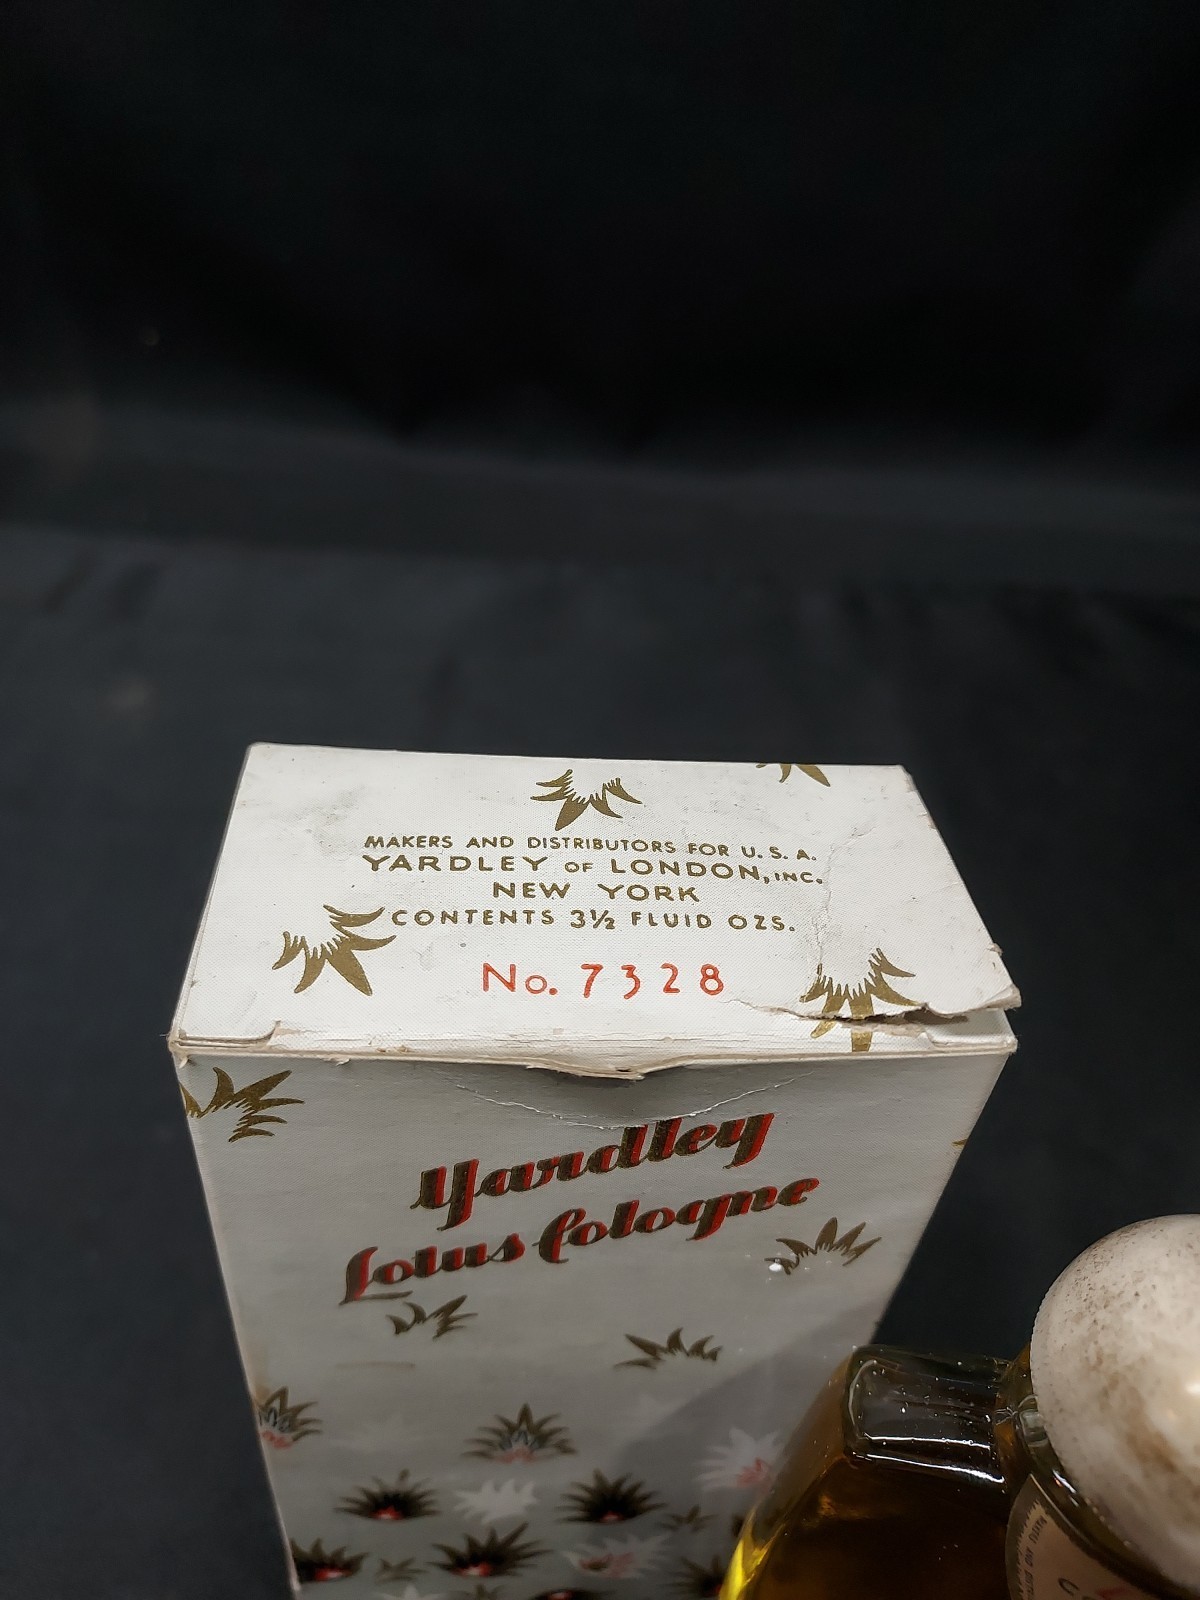 MAKERS AND DISTRIBUTORS FOR U.S.A.
YARDLEY OF LONDON, INC.
NEW YORK
CONTENTS 3½ FLUID OZS.
No. 7328
Yardley
Lotus Cologne